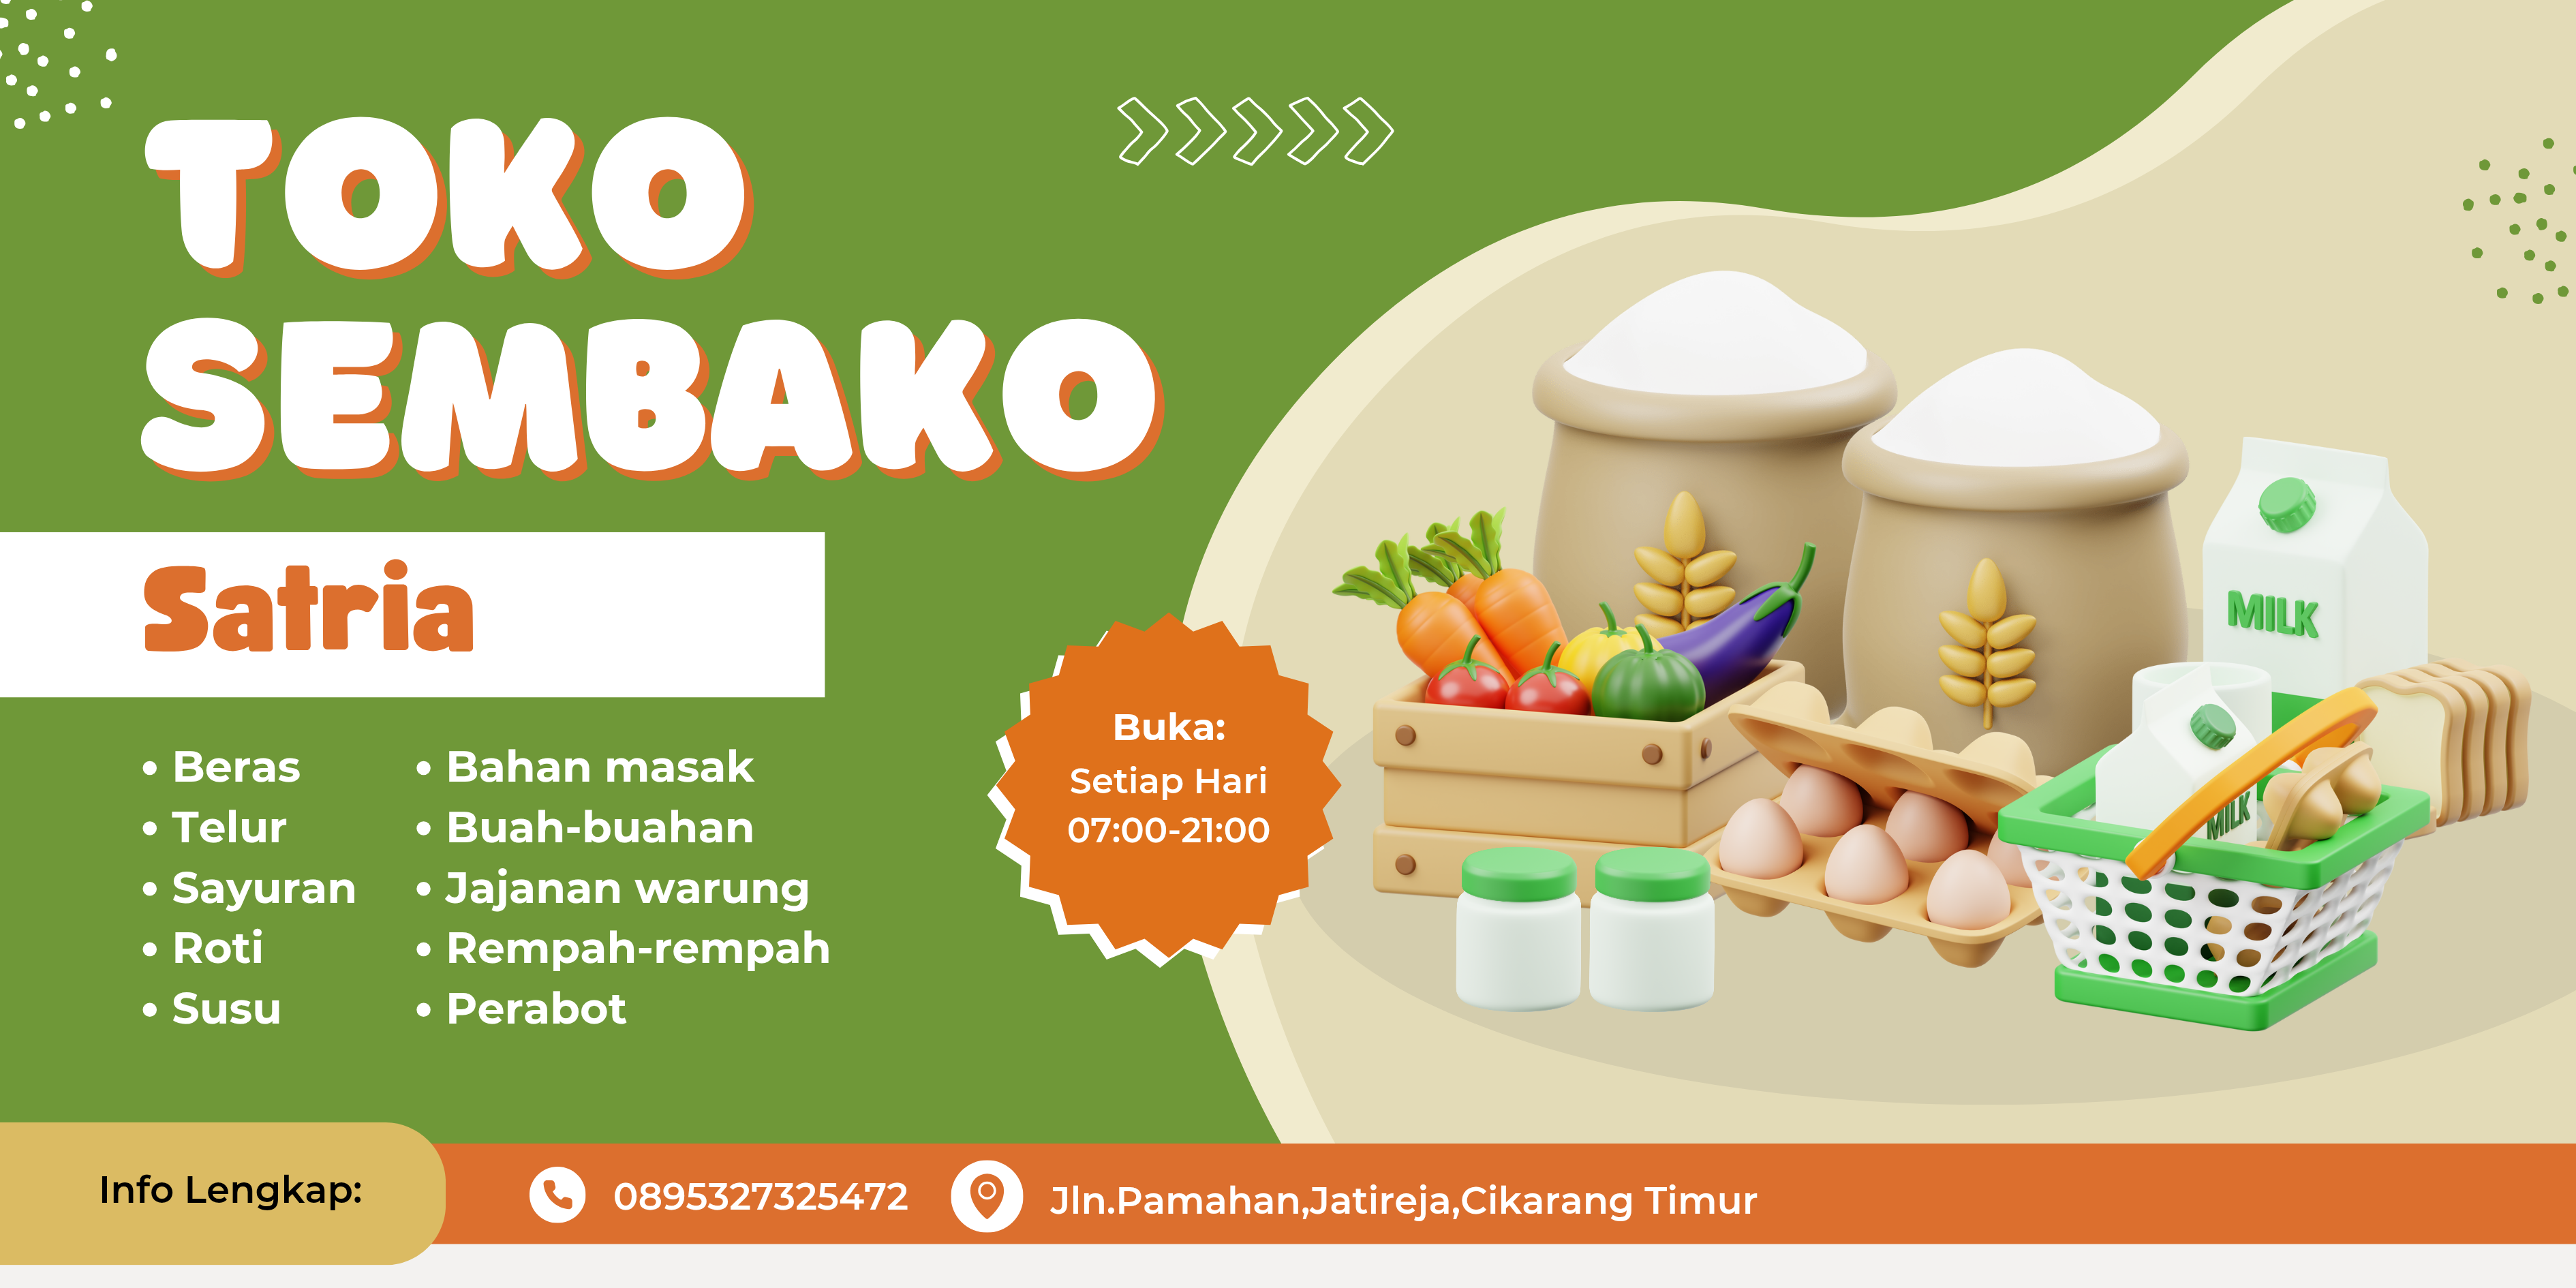 TOKO
SEMBAKO
Satria
• Beras
• Telur
• Sayuran
• Roti
• Susu
• Bahan masak
• Buah-buahan
• Jajanan warung
• Rempah-rempah
• Perabot
Buka:
Setiap Hari
07:00-21:00
MILK
MILK
Info Lengkap:
0895327325472
Jln.Pamahan,Jatireja,Cikarang Timur